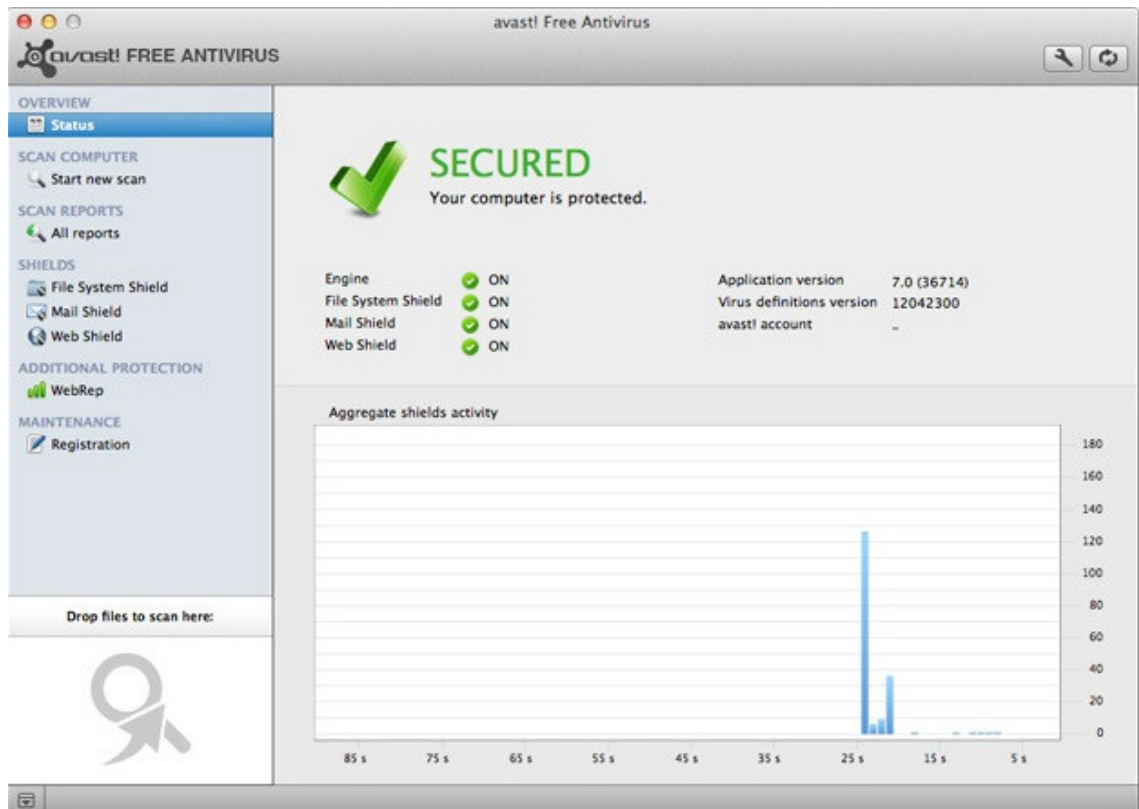 avast! Free Antivirus
avast! FREE ANTIVIRUS
OVERVIEW
Status
SCAN COMPUTER
Start new scan
SCAN REPORTS
All reports
SHIELDS
File System Shield
Mail Shield
Web Shield
ADDITIONAL PROTECTION
WebRep
MAINTENANCE
Registration
Drop files to scan here:
SECURED
Your computer is protected.
Engine ON
File System Shield ON
Mail Shield ON
Web Shield ON
Application version 7.0 (36714)
Virus definitions version 12042300
avast! account -
Aggregate shields activity
180
160
140
120
100
80
60
40
20
0
85 s 75 s 65 s 55 s 45 s 35 s 25 s 15 s 5 s